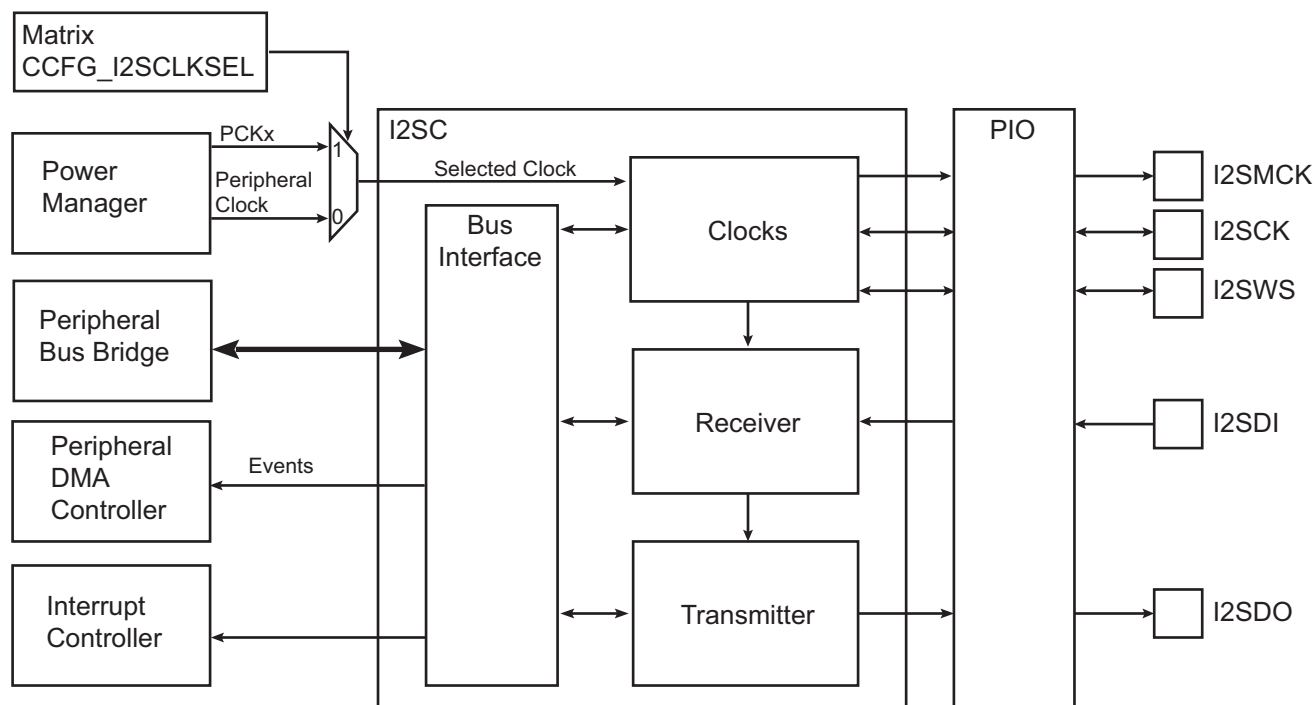 Matrix
CCFG_I2SCLKSEL
Power
Manager
PCKx
Peripheral
Clock
1
0
I2SC
Selected Clock
Bus
Interface
Clocks
PIO
I2SMCK
I2SCK
I2SWS
Peripheral
Bus Bridge
Receiver
I2SDI
Peripheral
DMA
Controller
Events
Interrupt
Controller
Transmitter
I2SDO